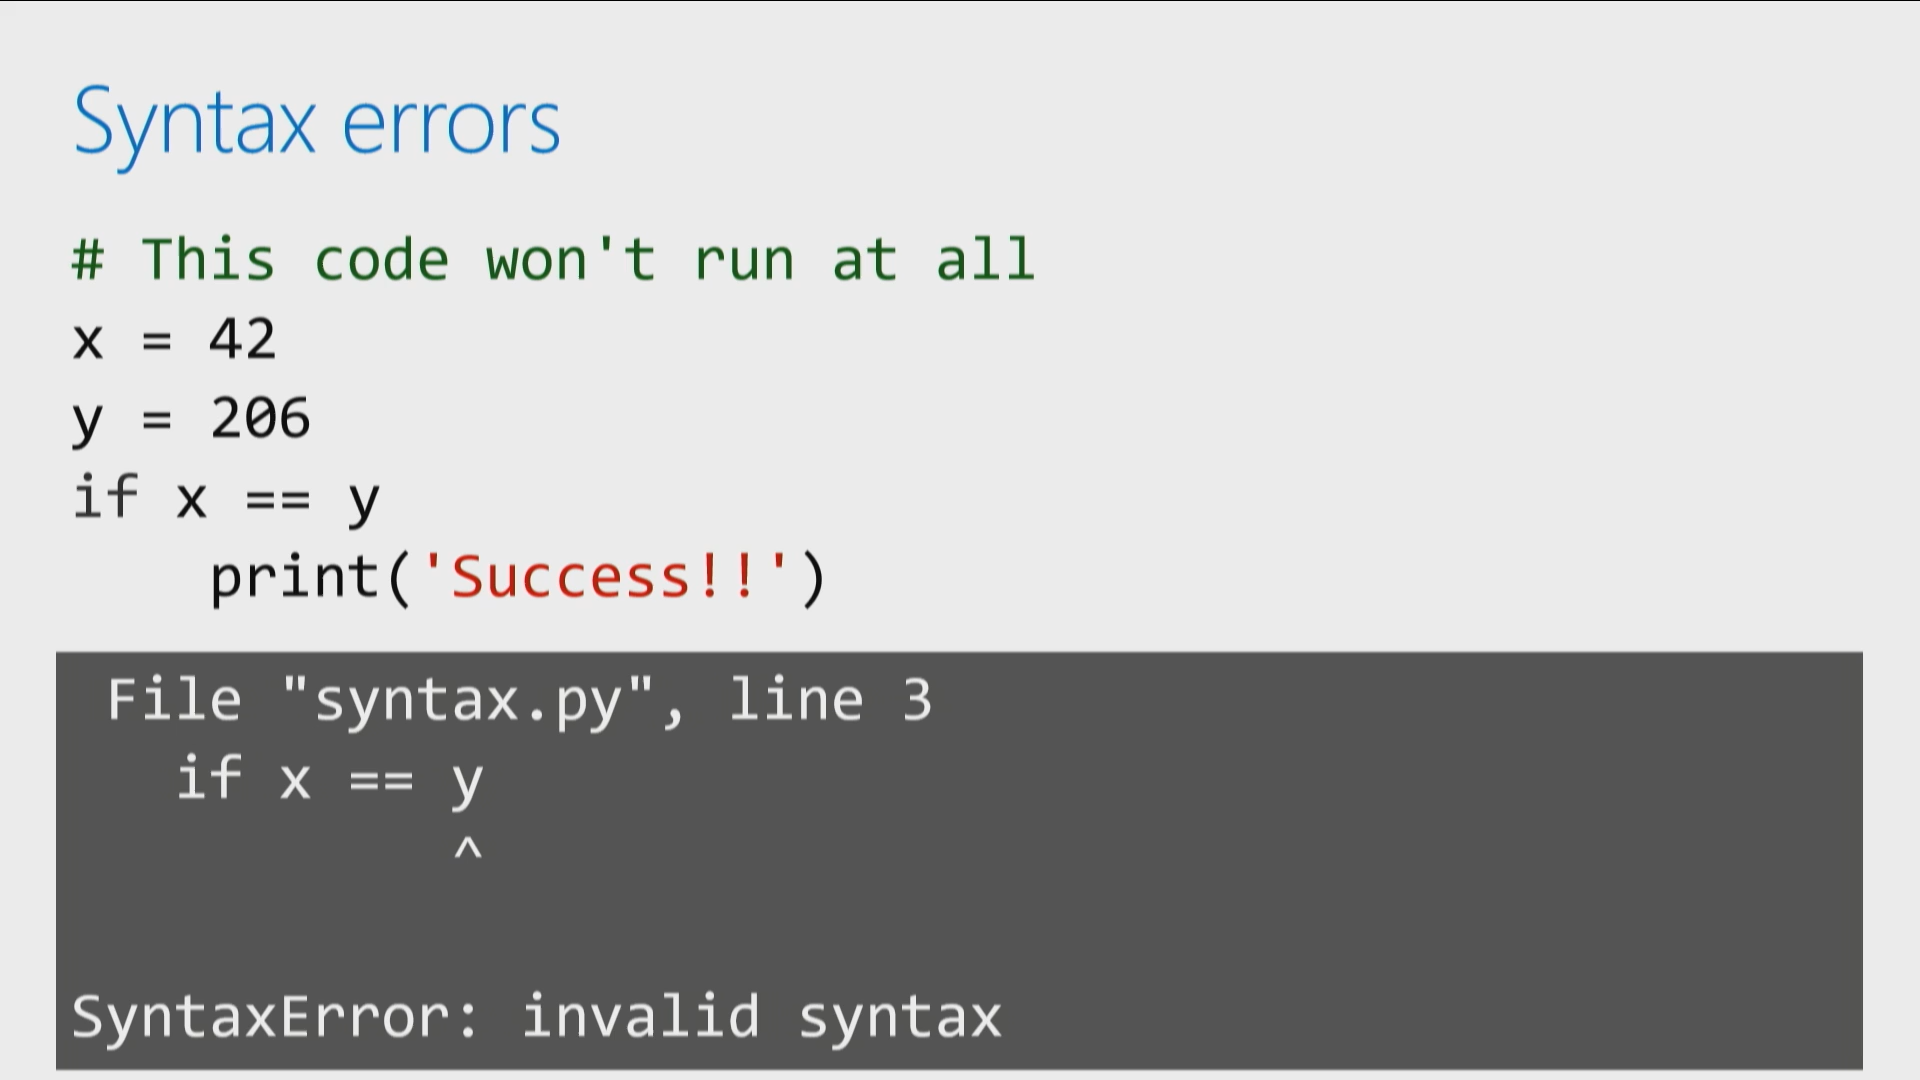 Syntax errors
# This code won't run at all
x = 42
y = 206
if x == y
    print('Success!!')
File "syntax.py", line 3
if x == y
^
SyntaxError: invalid syntax